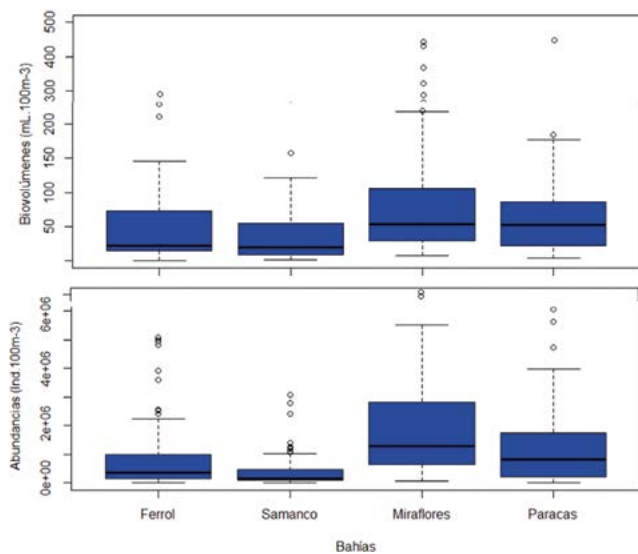 Biovolúmenes (mL.100m-3)
500
400
300
200
150
100
50
Abundancias (Ind.100m-3)
6e+06
4e+06
2e+06
0e+00
Ferrol Samanco Miraflores Paracas
Bahías